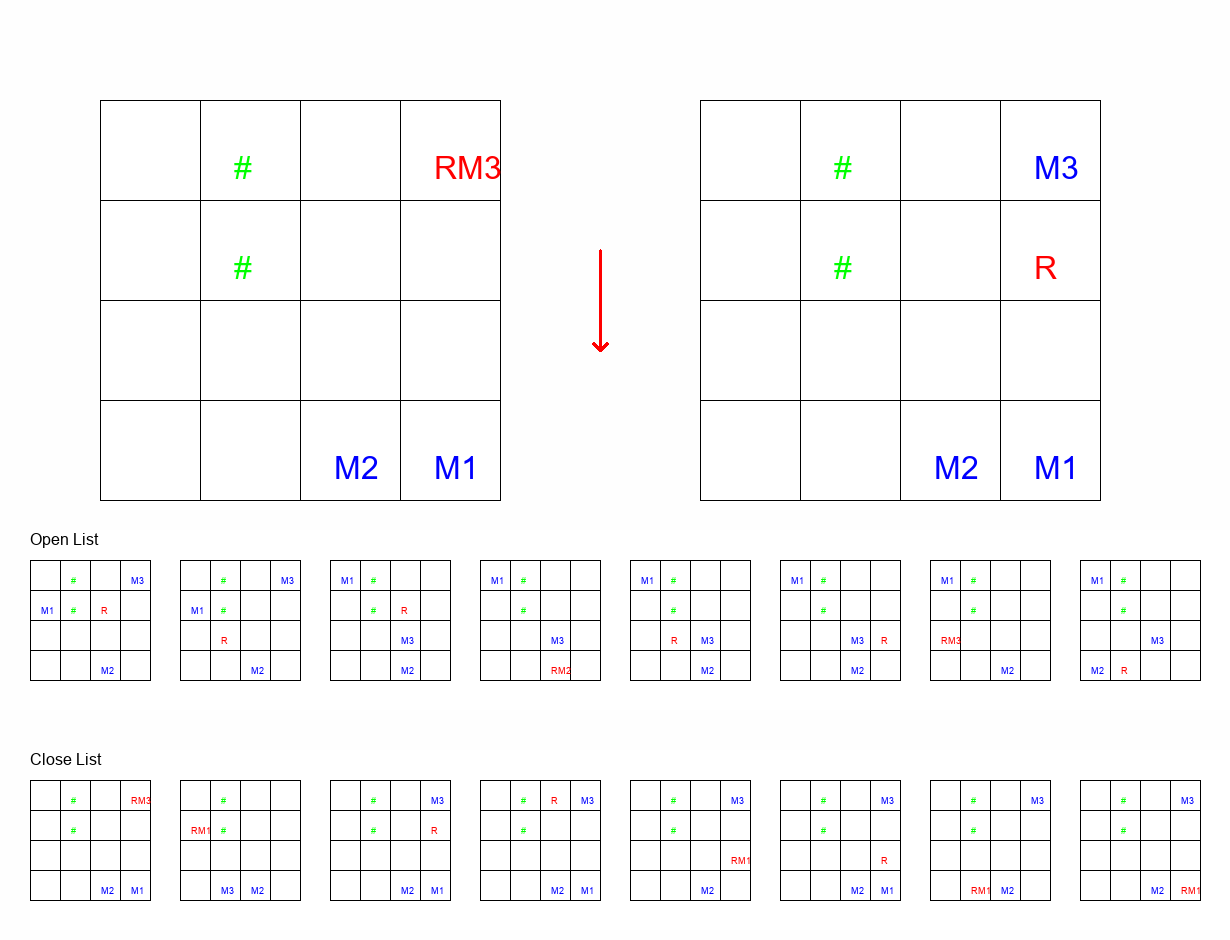 # RM3 # M3
# # R
M2 M1 M2 M1
Open List
# M3 # M3 M1 # M1 # M1 # M1 # M1 # M1 #
M1 # R M1 # # R # # # # #
R M3 M3 R M3 M3 R RM3 M3
M2 M2 M2 RM2 M2 M2 M2 M2 R
Close List
# RM3 # # M3 # R M3 # M3 # M3 # M3 # M3
# RM1 # # R # # # # #
RM1 R
M2 M1 M3 M2 M2 M1 M2 M1 M2 M2 M1 RM1 M2 M2 RM1